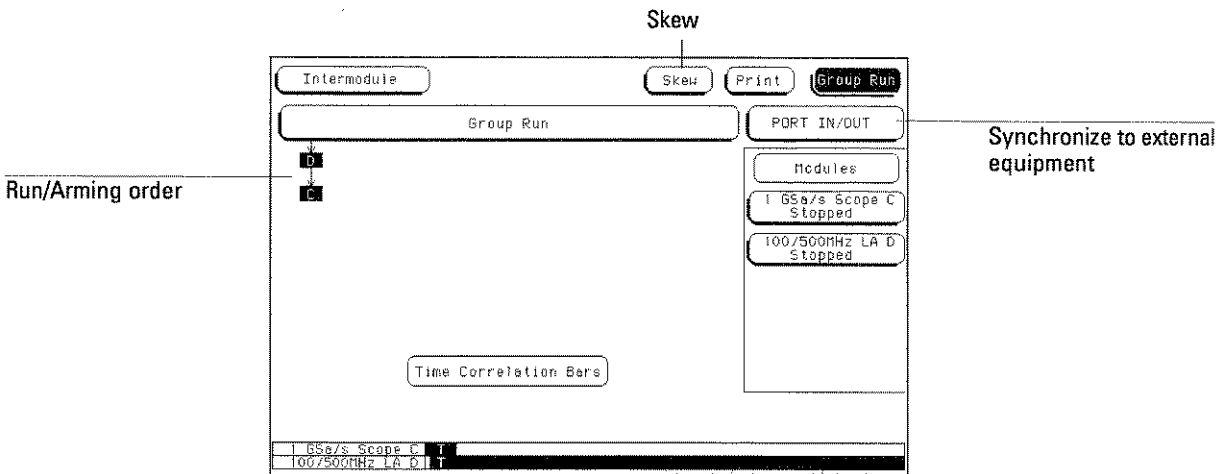 Skew
Intermodule
Skew
Print
Group Run
Group Run
PORT IN/OUT
Synchronize to external
equipment
D
Modules
Run/Arming order
C
1 GSa/s Scope C
Stopped
100/500MHz LA D
Stopped
Time Correlation Bars
1 GSa/s Scope C T
100/500MHz LA D T